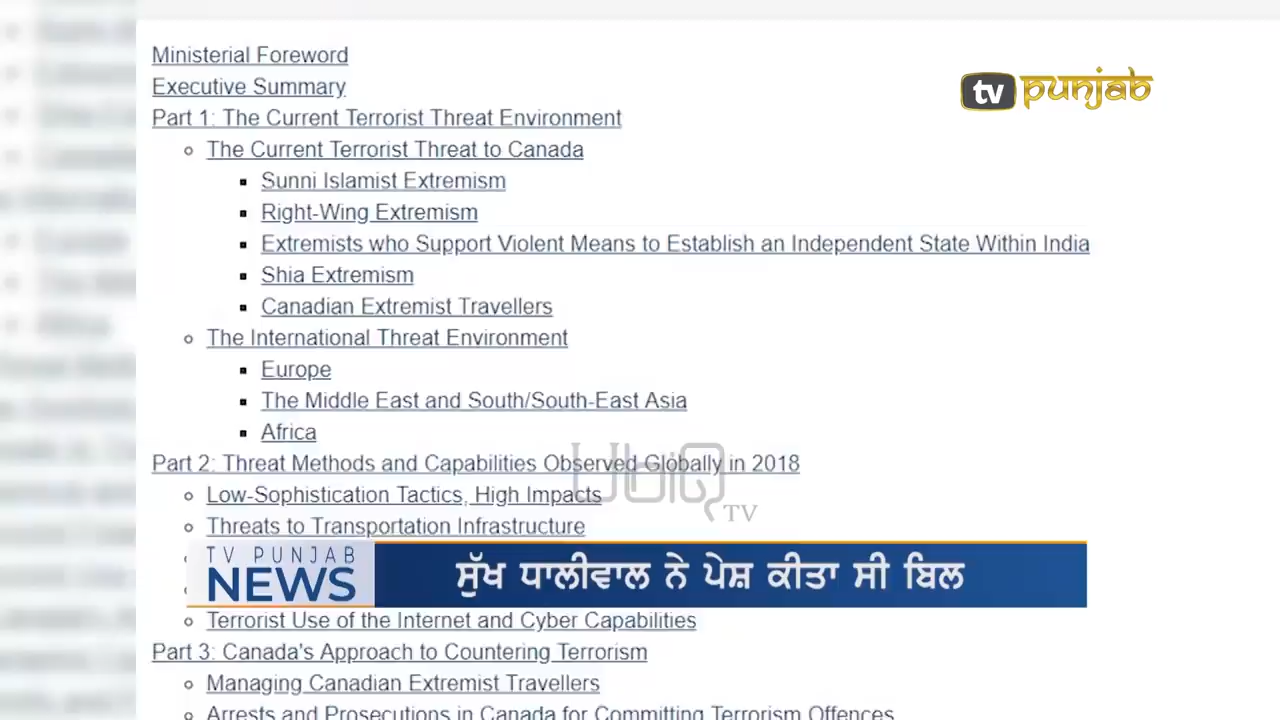 Ministerial Foreword
tv punjab
Executive Summary
Part 1: The Current Terrorist Threat Environment
The Current Terrorist Threat to Canada
Sunni Islamist Extremism
Right-Wing Extremism
Extremists who Support Violent Means to Establish an Independent State Within India
Shia Extremism
Canadian Extremist Travellers
The International Threat Environment
Europe
The Middle East and South/South-East Asia
Africa
Part 2: Threat Methods and Capabilities Observed Globally in 2018
UbiQ
TV
Low-Sophistication Tactics, High Impacts
Threats to Transportation Infrastructure
TV PUNJAB
NEWS
ਸੁੱਖ ਧਾਲੀਵਾਲ ਨੇ ਪੇਸ਼ ਕੀਤਾ ਸੀ ਬਿਲ
Terrorist Use of the Internet and Cyber Capabilities
Part 3: Canada's Approach to Countering Terrorism
Managing Canadian Extremist Travellers
Arrests and Prosecutions in Canada for Committing Terrorism Offences